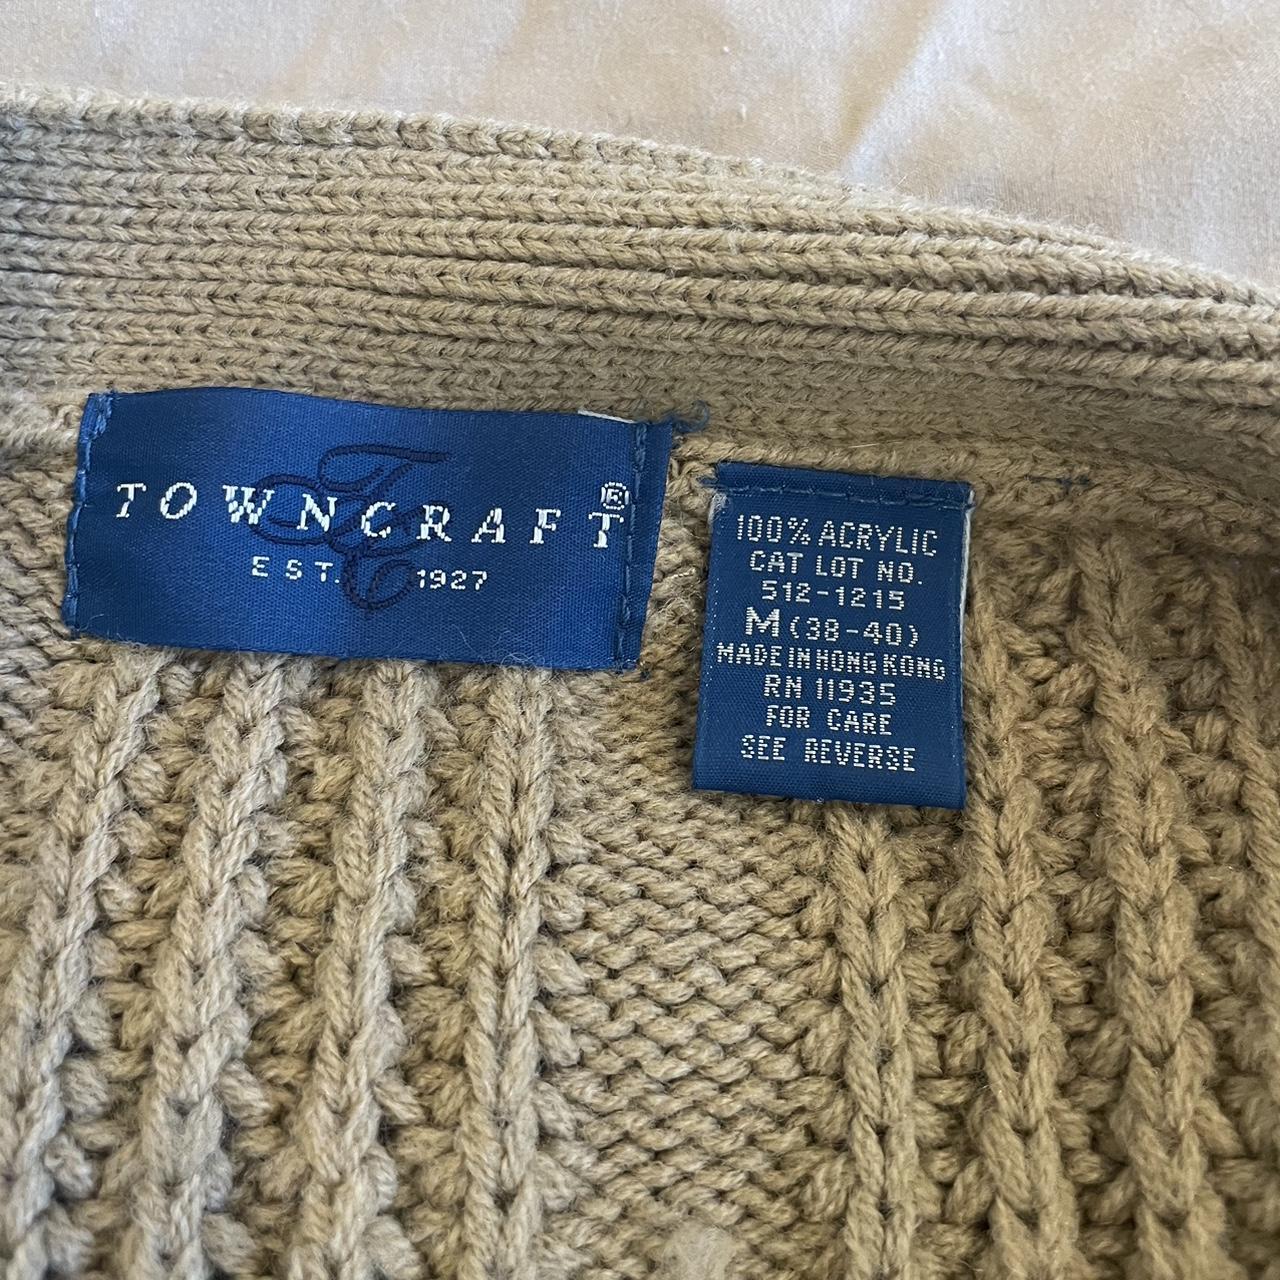 TOWNCRAFT®
TC
EST. 1927
100% ACRYLIC
CAT LOT NO.
512-1215
M (38-40)
MADE IN HONG KONG
RN 11935
FOR CARE
SEE REVERSE